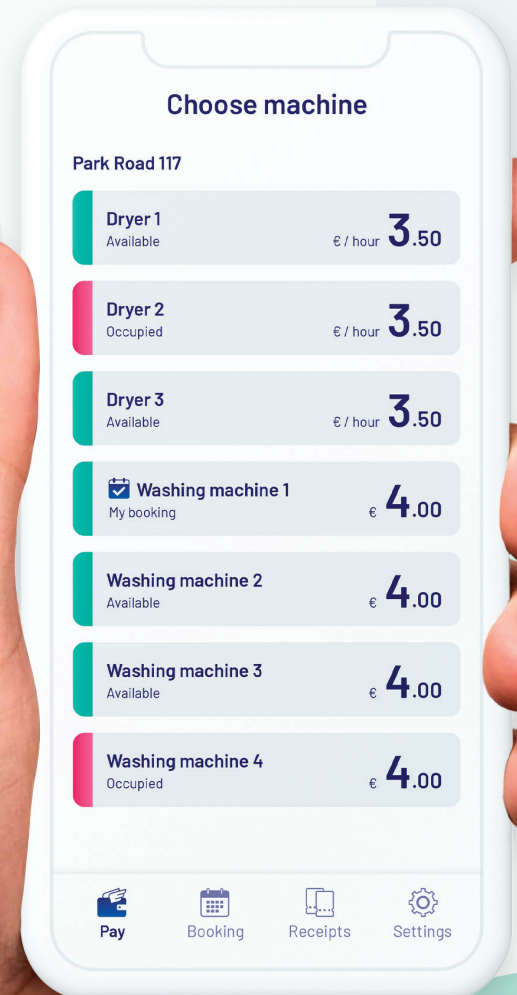 Choose machine
Park Road 117
Dryer 1
Available
€ / hour 3.50
Dryer 2
Occupied
€ / hour 3.50
Dryer 3
Available
€ / hour 3.50
Washing machine 1
My booking
€ 4.00
Washing machine 2
Available
€ 4.00
Washing machine 3
Available
€ 4.00
Washing machine 4
Occupied
€ 4.00
Pay Booking Receipts Settings